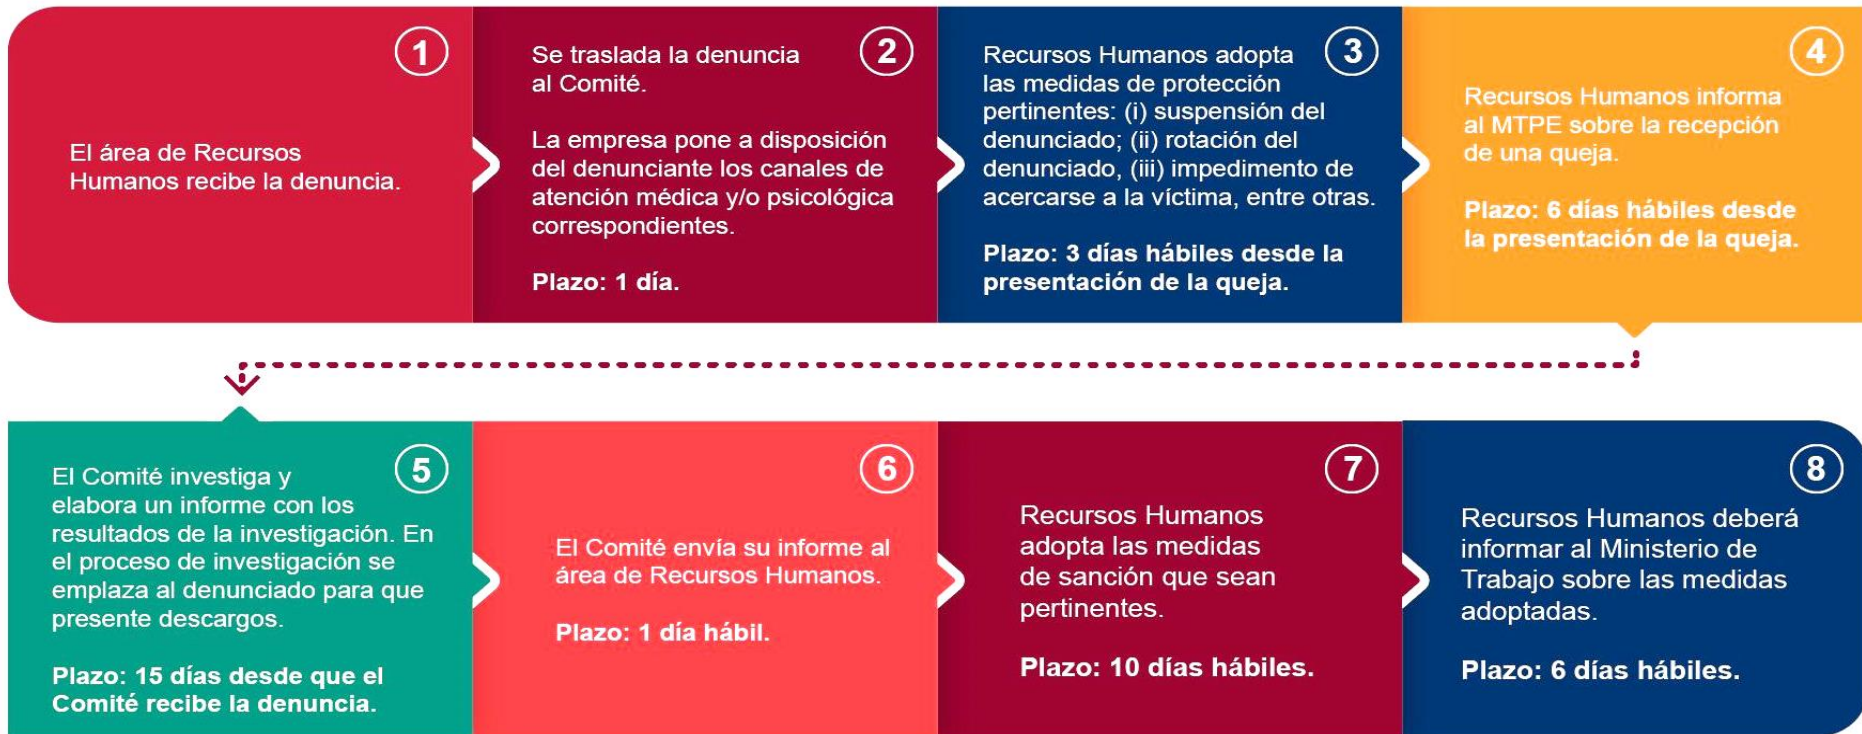 1
El área de Recursos
Humanos recibe la denuncia.
2
Se traslada la denuncia
al Comité.
La empresa pone a disposición
del denunciante los canales de
atención médica y/o psicológica
correspondientes.
Plazo: 1 día.
3
Recursos Humanos adopta
las medidas de protección
pertinentes: (i) suspensión del
denunciado; (ii) rotación del
denunciado, (iii) impedimento de
acercarse a la víctima, entre otras.
Plazo: 3 días hábiles desde la
presentación de la queja.
4
Recursos Humanos informa
al MTPE sobre la recepción
de una queja.
Plazo: 6 días hábiles desde
la presentación de la queja.
5
El Comité investiga y
elabora un informe con los
resultados de la investigación. En
el proceso de investigación se
emplaza al denunciado para que
presente descargos.
Plazo: 15 días desde que el
Comité recibe la denuncia.
6
El Comité envía su informe al
área de Recursos Humanos.
Plazo: 1 día hábil.
7
Recursos Humanos
adopta las medidas
de sanción que sean
pertinentes.
Plazo: 10 días hábiles.
8
Recursos Humanos deberá
informar al Ministerio de
Trabajo sobre las medidas
adoptadas.
Plazo: 6 días hábiles.